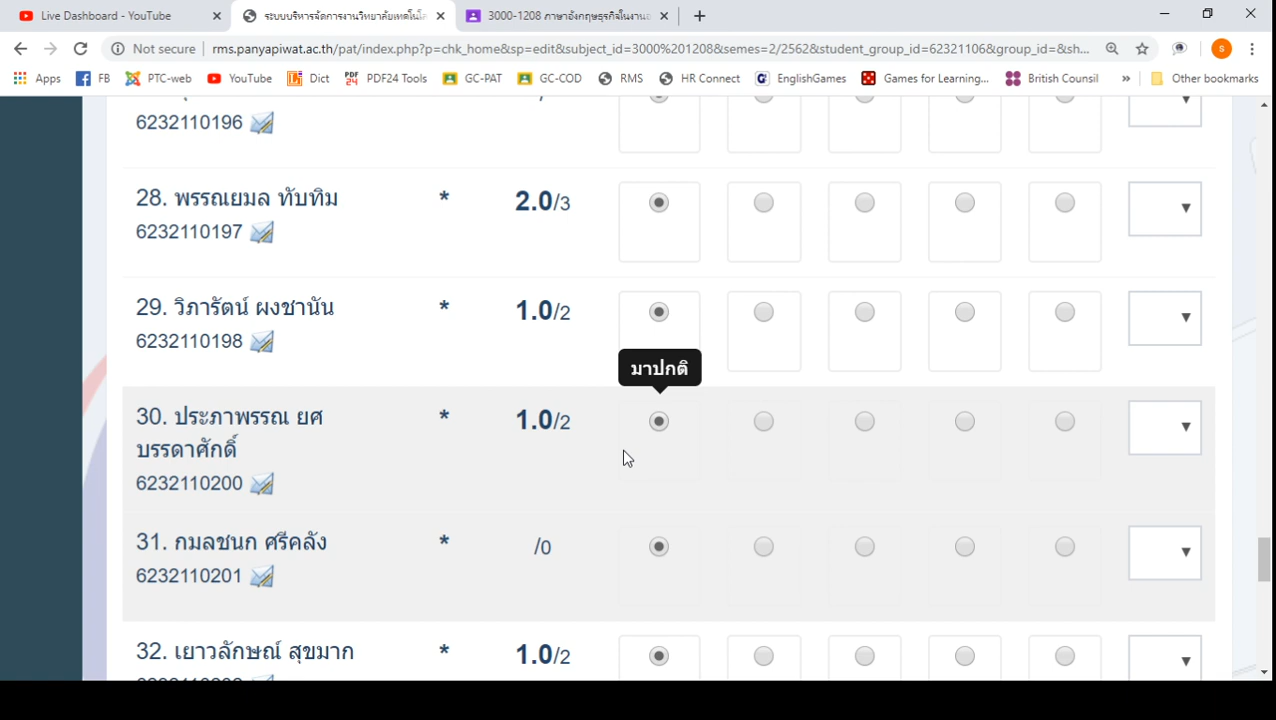 Live Dashboard - YouTube
ระบบบริหารจัดการงานวิทยาลัยเทคโนโล
3000-1208 ภาษาอังกฤษธุรกิจในงานอ
Not secure
rms.panyapiwat.ac.th/pat/index.php?p=chk_home&sp=edit&subject_id=3000%201208&semes=2/2562&student_group_id=62321106&group_id=&sh...
Apps FB PTC-web YouTube Dict PDF24 Tools GC-PAT GC-COD RMS HR Connect EnglishGames Games for Learning... British Counsil » Other bookmarks
6232110196
28. พรรณยมล ทับทิม * 2.0/3
6232110197
29. วิภารัตน์ ผงชานัน * 1.0/2
6232110198
มาปกติ
30. ประภาพรรณ ยศ * 1.0/2
บรรดาศักดิ์
6232110200
31. กมลชนก ศรีคลัง * /0
6232110201
32. เยาวลักษณ์ สุขมาก * 1.0/2